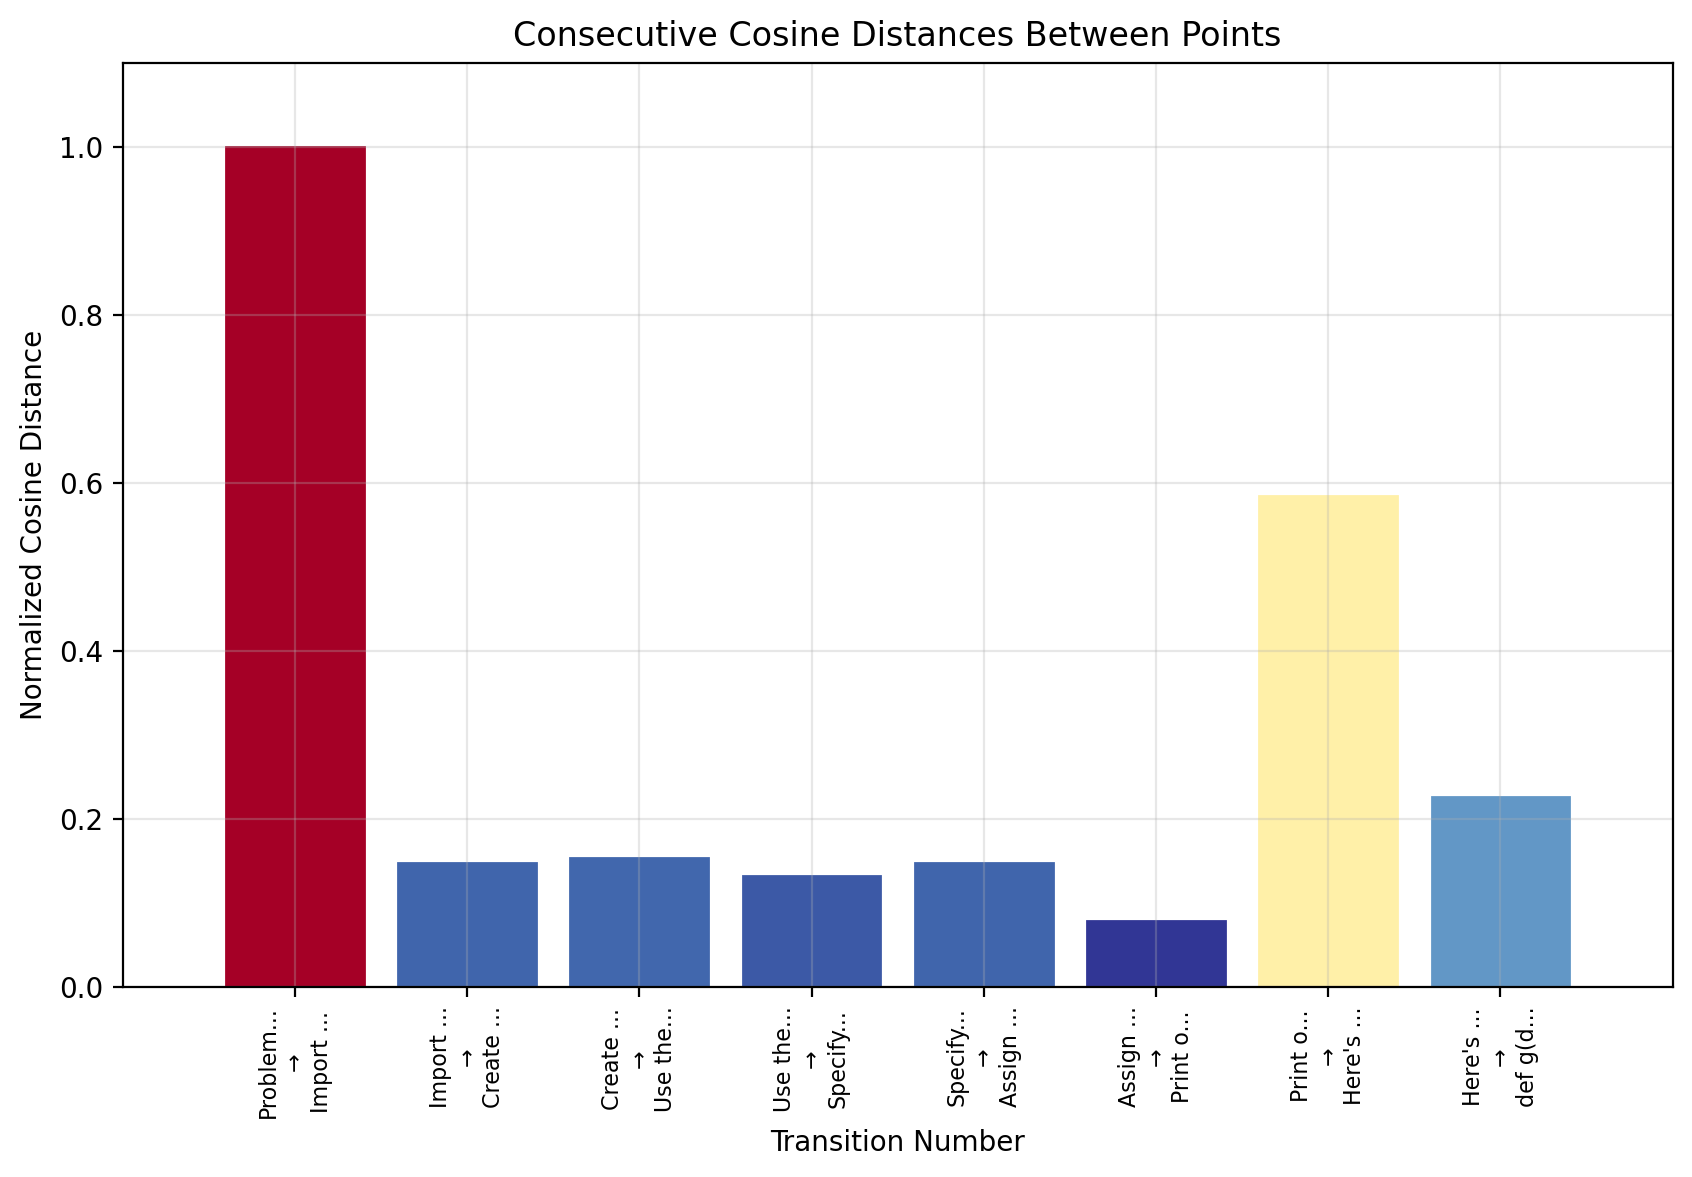 Consecutive Cosine Distances Between Points
Normalized Cosine Distance
1.0
0.8
0.6
0.4
0.2
0.0
Problem...
→
Import ...
Import ...
→
Create ...
Create ...
→
Use the...
Use the...
→
Specify...
Specify...
→
Assign ...
Assign ...
→
Print o...
Print o...
→
Here's ...
Here's ...
→
def g(d...
Transition Number